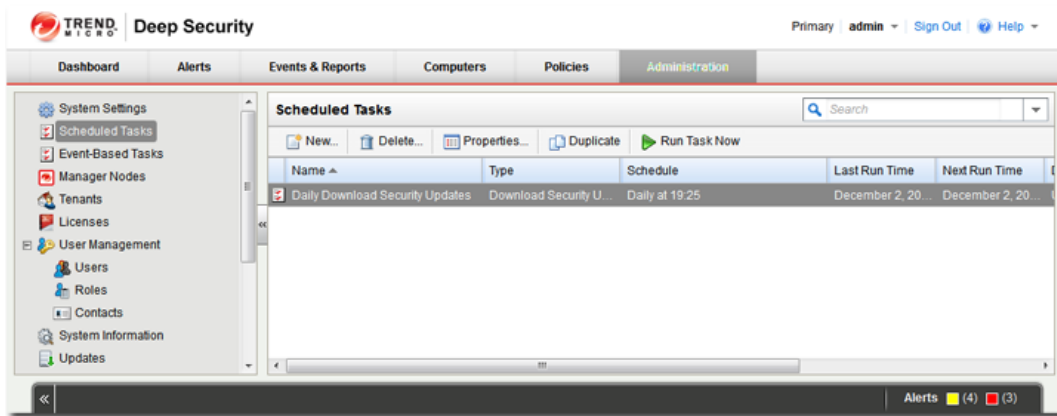 TREND MICRO Deep Security Primary admin Sign Out Help
Dashboard Alerts Events & Reports Computers Policies Administration
System Settings
Scheduled Tasks
Event-Based Tasks
Manager Nodes
Tenants
Licenses
User Management
Users
Roles
Contacts
System Information
Updates
Scheduled Tasks Search
New... Delete... Properties... Duplicate Run Task Now
Name Type Schedule Last Run Time Next Run Time
Daily Download Security Updates Download Security U... Daily at 19:25 December 2, 20... December 2, 20...
Alerts (4) (3)